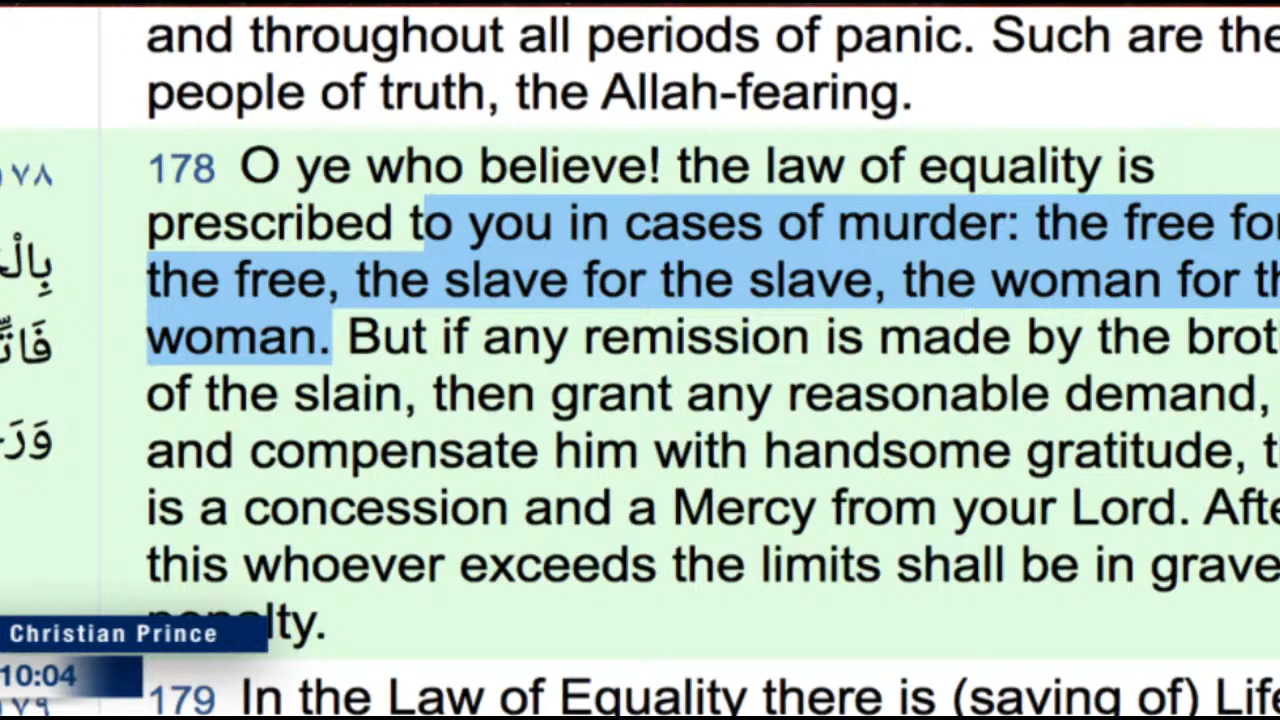 and throughout all periods of panic. Such are the
people of truth, the Allah-fearing.
178 O ye who believe! the law of equality is
prescribed to you in cases of murder: the free for
the free, the slave for the slave, the woman for
woman. But if any remission is made by the
of the slain, then grant any reasonable demand,
and compensate him with handsome gratitude,
is a concession and a Mercy from your Lord.
this whoever exceeds the limits shall be in grave
179 In the Law of Equality there is (saving of) Life
Christian Prince
10:04